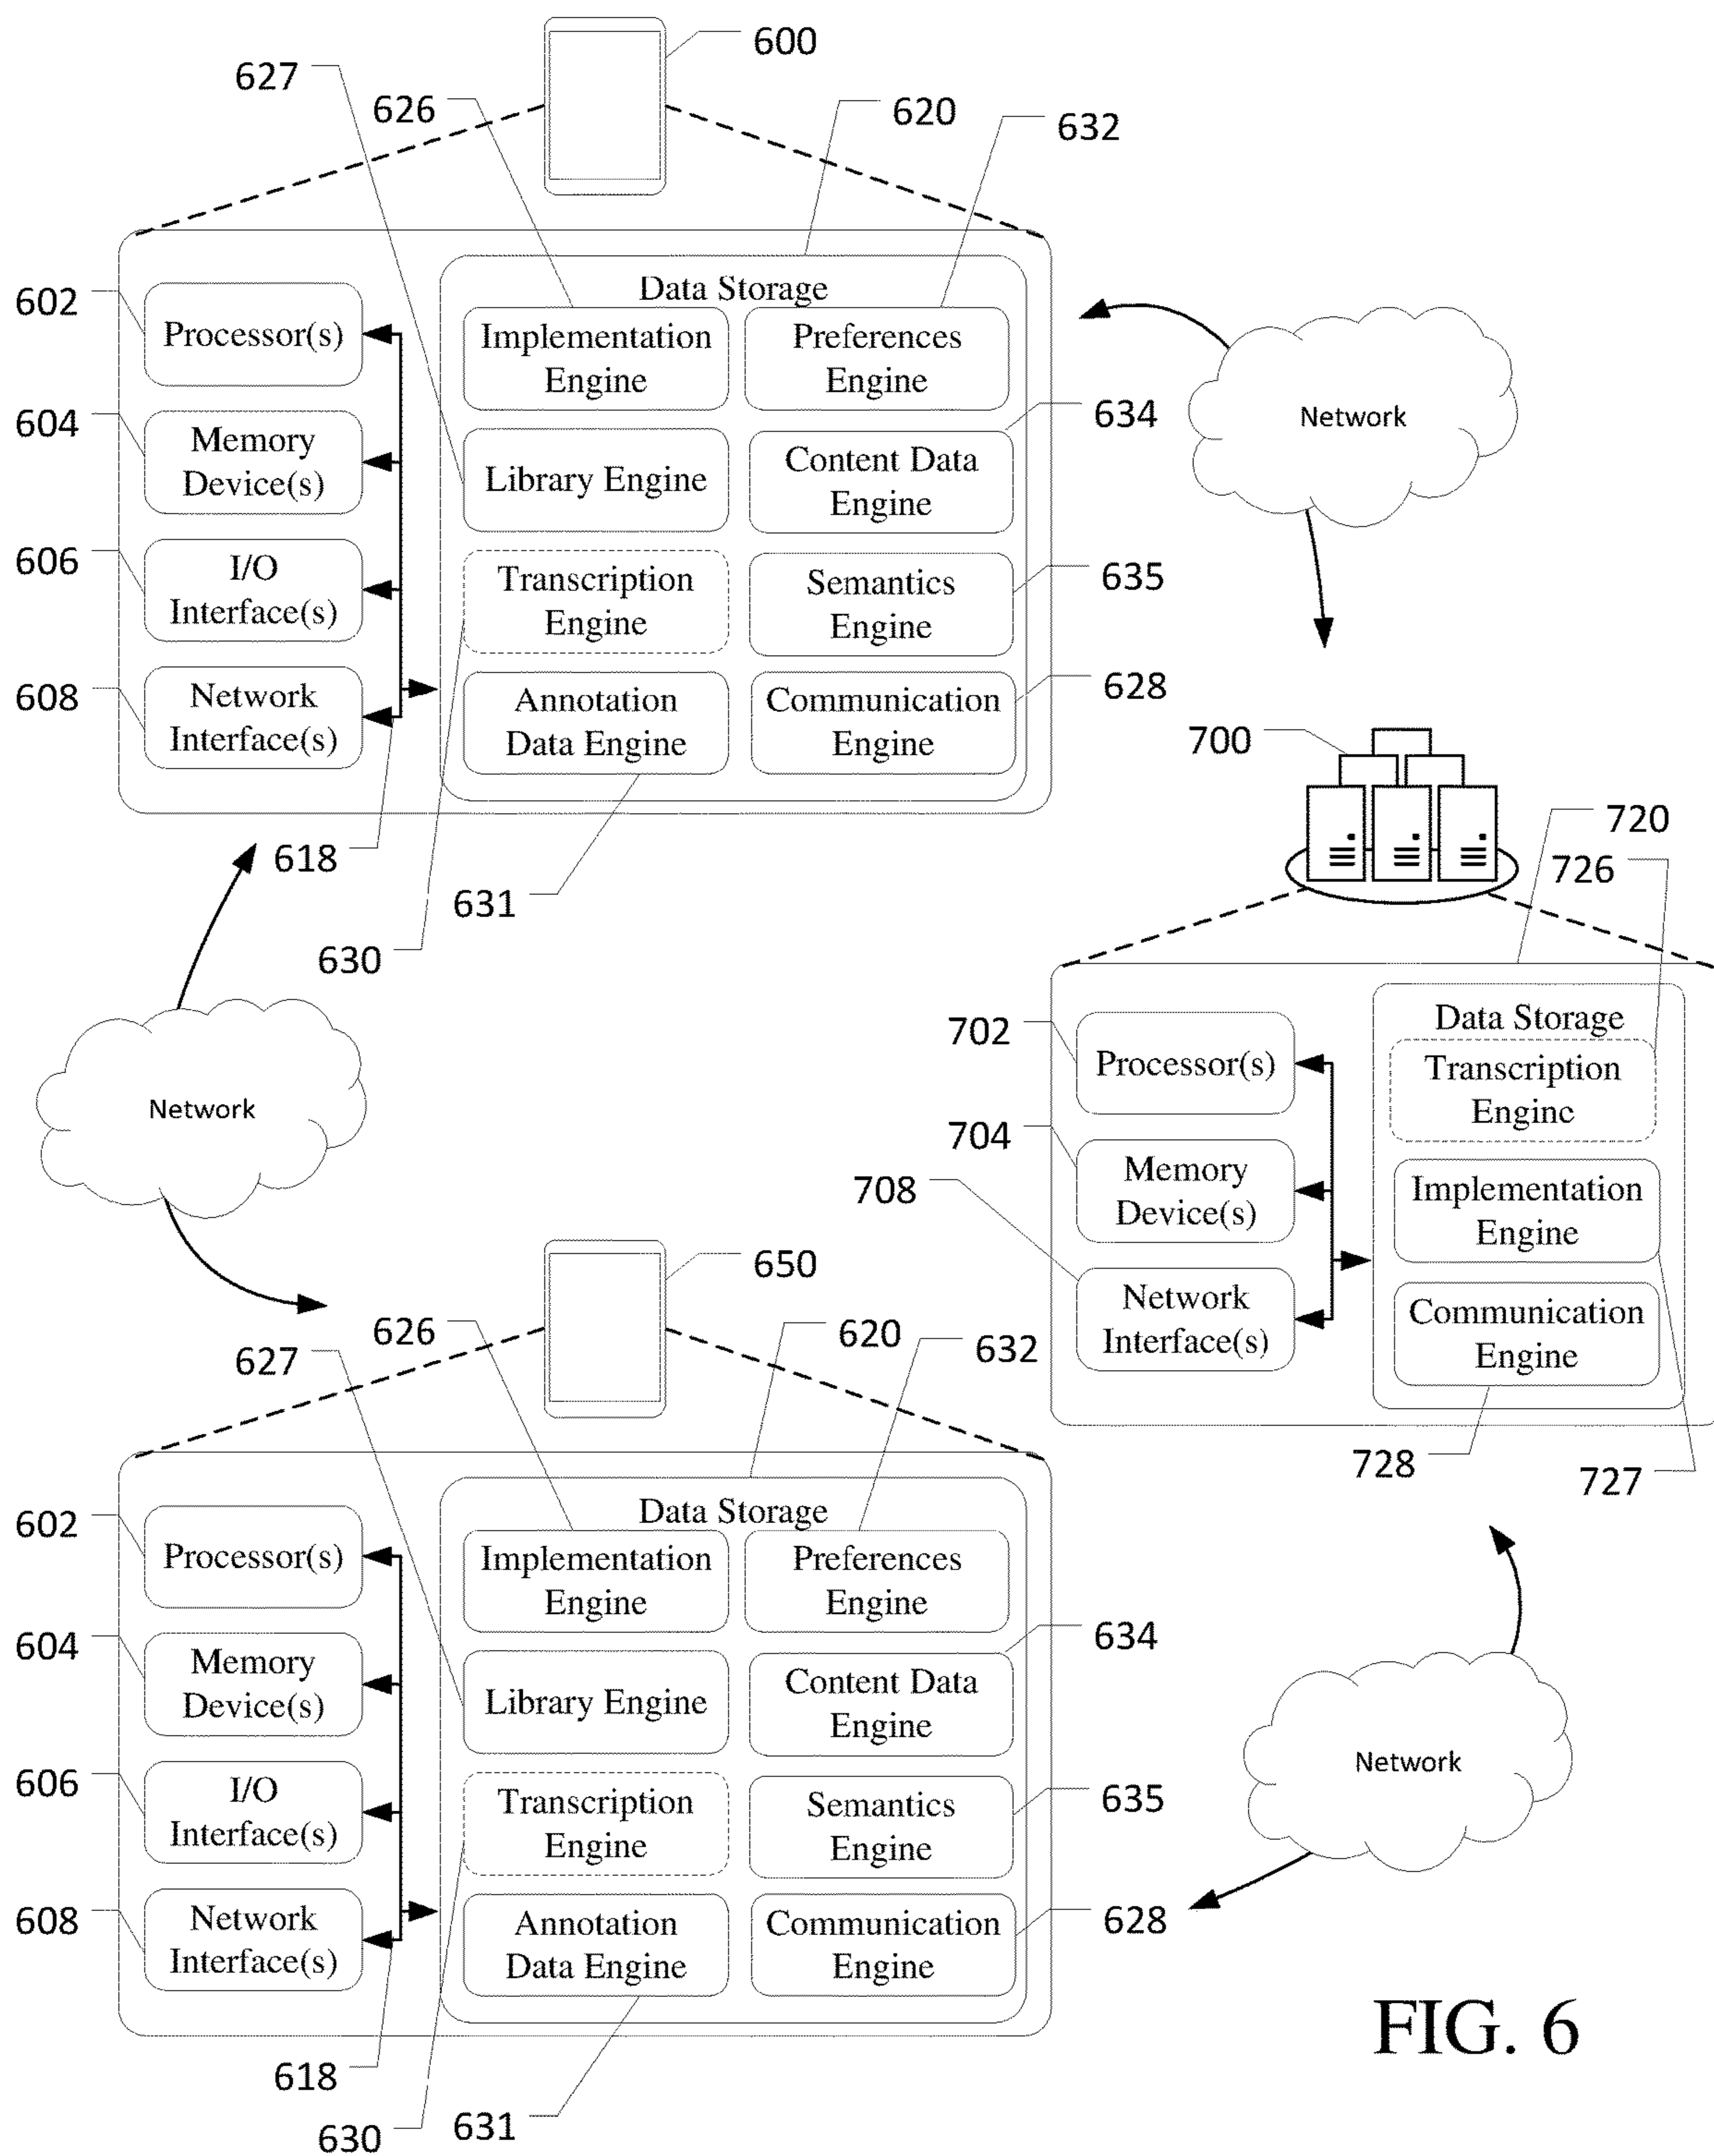 600
627
626
620
632
Data Storage
602
Processor(s)
Implementation
Engine
Preferences
Engine
604
Memory
Device(s)
Library Engine
Content Data
Engine
634
Network
606
I/O
Interface(s)
Transcription
Engine
Semantics
Engine
635
608
Network
Interface(s)
Annotation
Data Engine
Communication
Engine
628
618
631
630
700
720
726
Network
702
Processor(s)
Data Storage
Transcription
Engine
704
Memory
Device(s)
Implementation
Engine
708
Network
Interface(s)
Communication
Engine
728
727
650
626
620
627
632
Data Storage
602
Processor(s)
Implementation
Engine
Preferences
Engine
604
Memory
Device(s)
Library Engine
Content Data
Engine
634
606
I/O
Interface(s)
Transcription
Engine
Semantics
Engine
635
Network
608
Network
Interface(s)
Annotation
Data Engine
Communication
Engine
628
618
631
630
FIG. 6